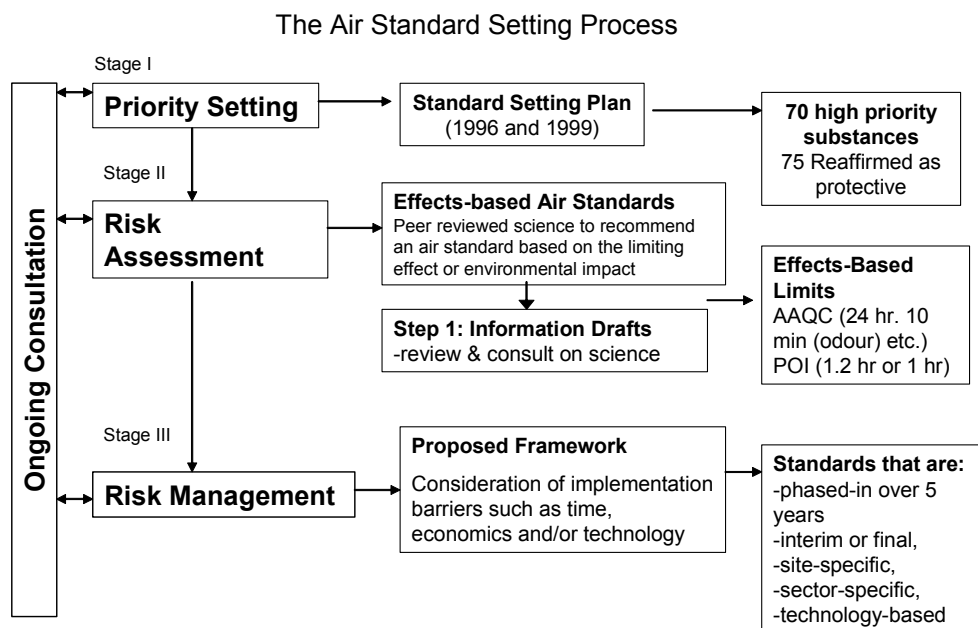 The Air Standard Setting Process
Stage I
Priority Setting
Standard Setting Plan
(1996 and 1999)
70 high priority
substances
75 Reaffirmed as
protective
Ongoing Consultation
Stage II
Risk
Assessment
Effects-based Air Standards
Peer reviewed science to recommend
an air standard based on the limiting
effect or environmental impact
Step 1: Information Drafts
-review & consult on science
Effects-Based
Limits
AAQC (24 hr. 10
min (odour) etc.)
POI (1.2 hr or 1 hr)
Stage III
Risk Management
Proposed Framework
Consideration of implementation
barriers such as time,
economics and/or technology
Standards that are:
-phased-in over 5
years
-interim or final,
-site-specific,
-sector-specific,
-technology-based